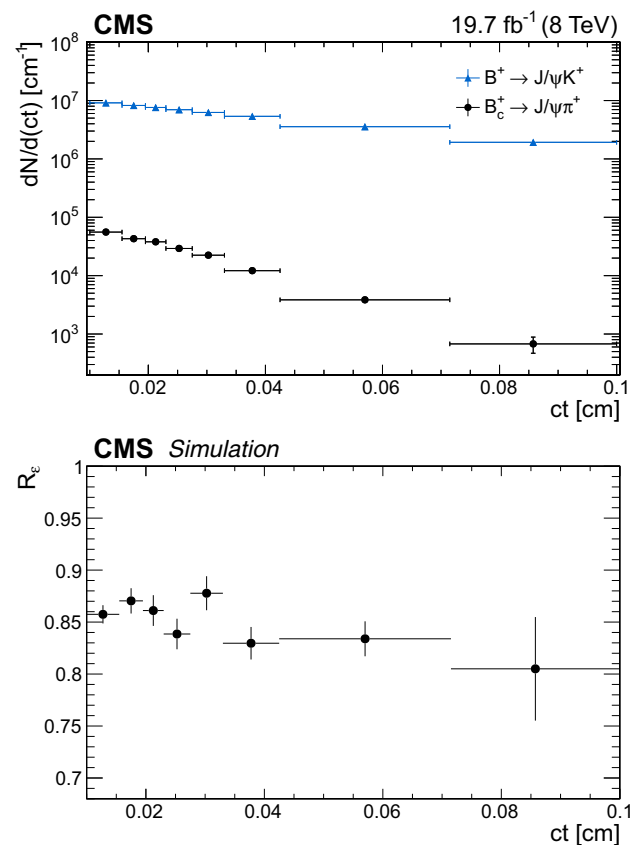 CMS 19.7 fb⁻¹ (8 TeV)
dN/d(ct) [cm⁻¹]
10⁸
10⁷
10⁶
10⁵
10⁴
10³
B⁺ → J/ψK⁺
B_c⁺ → J/ψπ⁺
0.02 0.04 0.06 0.08 0.1
ct [cm]
CMS Simulation
R_ε
1
0.95
0.9
0.85
0.8
0.75
0.7
0.02 0.04 0.06 0.08 0.1
ct [cm]